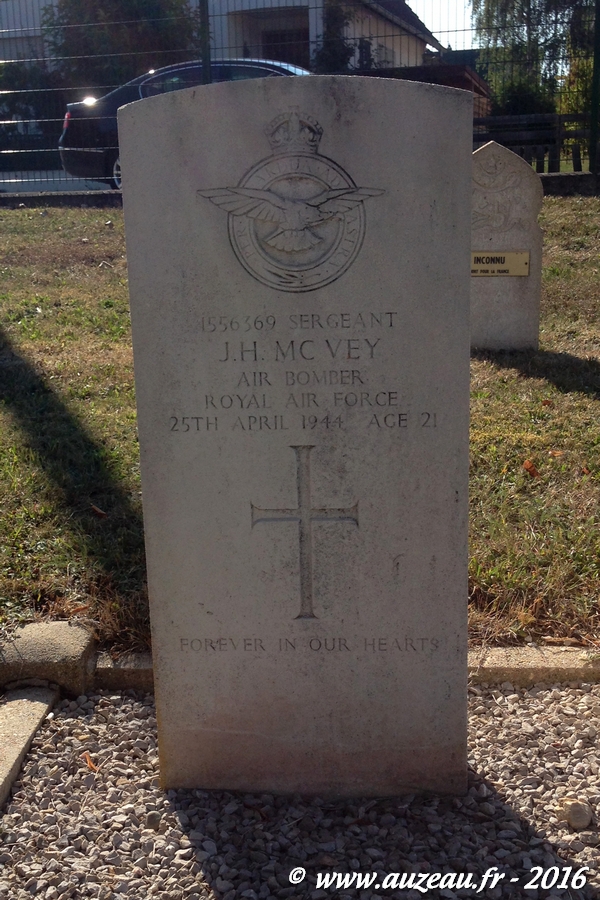 1556369 SERGEANT
J.H. MC VEY
AIR BOMBER
ROYAL AIR FORCE
25TH APRIL 1944 AGE 21
FOREVER IN OUR HEARTS
INCONNU
© www.auzeau.fr - 2016